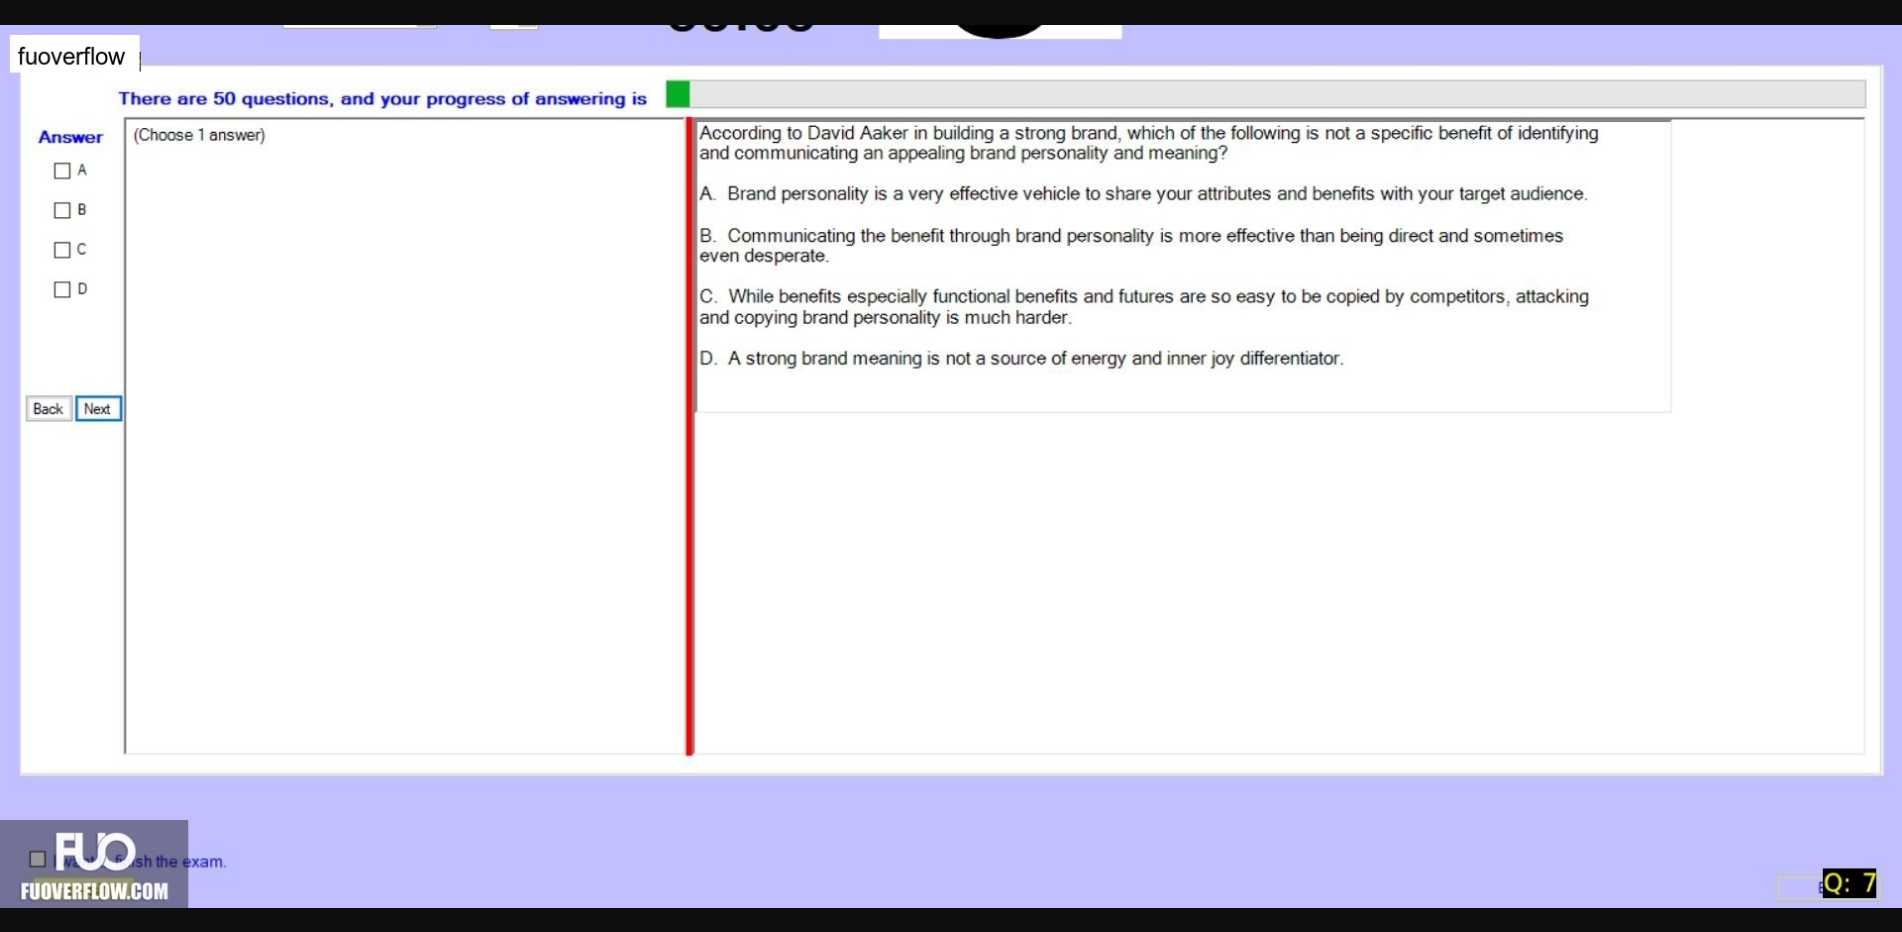 fuoverflow
There are 50 questions, and your progress of answering is
Answer
(Choose 1 answer)
A
B
C
D
Back Next
According to David Aaker in building a strong brand, which of the following is not a specific benefit of identifying
and communicating an appealing brand personality and meaning?
A. Brand personality is a very effective vehicle to share your attributes and benefits with your target audience.
B. Communicating the benefit through brand personality is more effective than being direct and sometimes
even desperate.
C. While benefits especially functional benefits and futures are so easy to be copied by competitors, attacking
and copying brand personality is much harder.
D. A strong brand meaning is not a source of energy and inner joy differentiator.
FUO
the exam.
FUOVERFLOW.COM
Q: 7